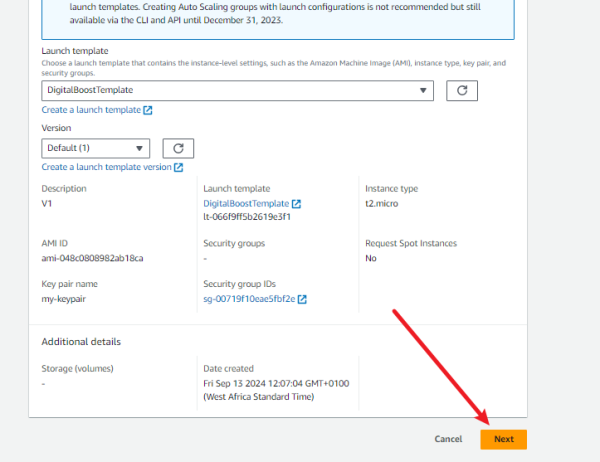 launch templates. Creating Auto Scaling groups with launch configurations is not recommended but still
available via the CLI and API until December 31, 2023.
Launch template
Choose a launch template that contains the instance-level settings, such as the Amazon Machine Image (AMI), instance type, key pair, and
security groups.
DigitalBoostTemplate
Create a launch template
Version
Default (1)
Create a launch template version
Description
V1
Launch template
DigitalBoostTemplate
lt-066f9ff5b2619e3f1
Instance type
t2.micro
AMI ID
ami-048c0808982ab18ca
Security groups
-
Request Spot Instances
No
Key pair name
my-keypair
Security group IDs
sg-00719f10eae5fbf2e
Additional details
Storage (volumes)
-
Date created
Fri Sep 13 2024 12:07:04 GMT+0100
(West Africa Standard Time)
Cancel
Next